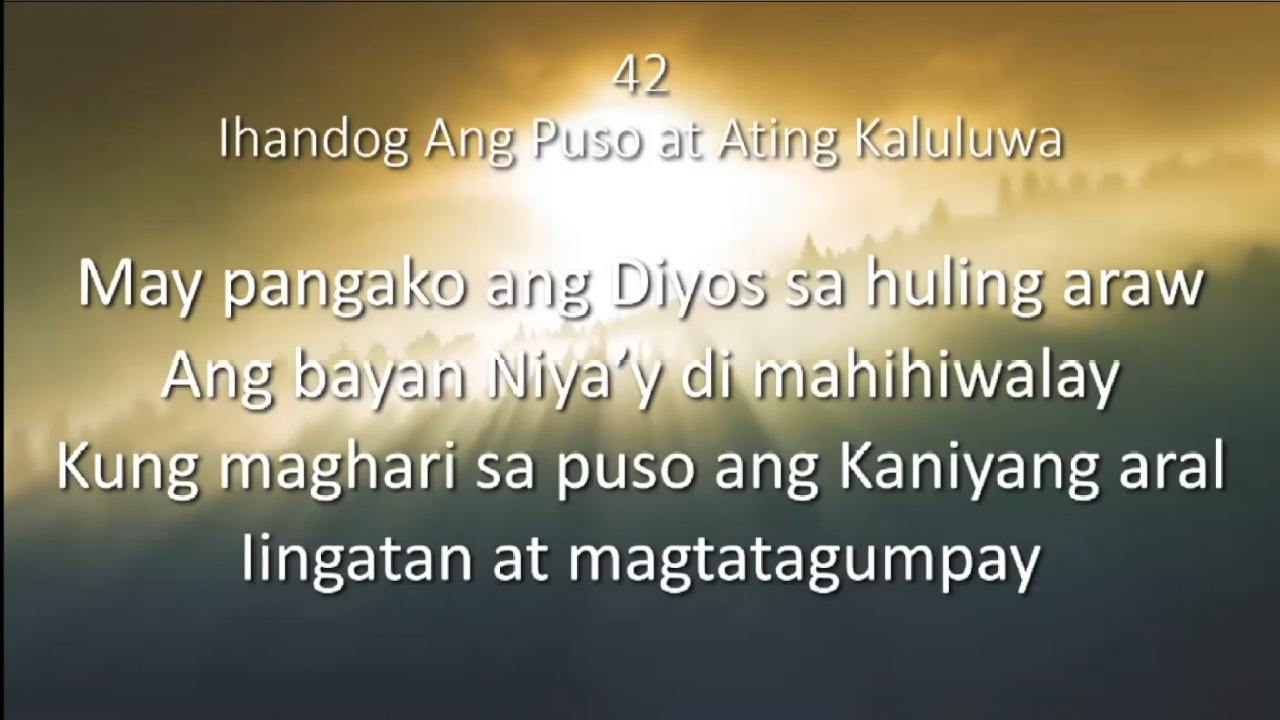 42
Ihandog Ang Puso at Ating Kaluluwa
May pangako ang Diyos sa huling araw
Ang bayan Niya’y di mahihiwalay
Kung maghari sa puso ang Kaniyang aral
Iingatan at magtatagumpay